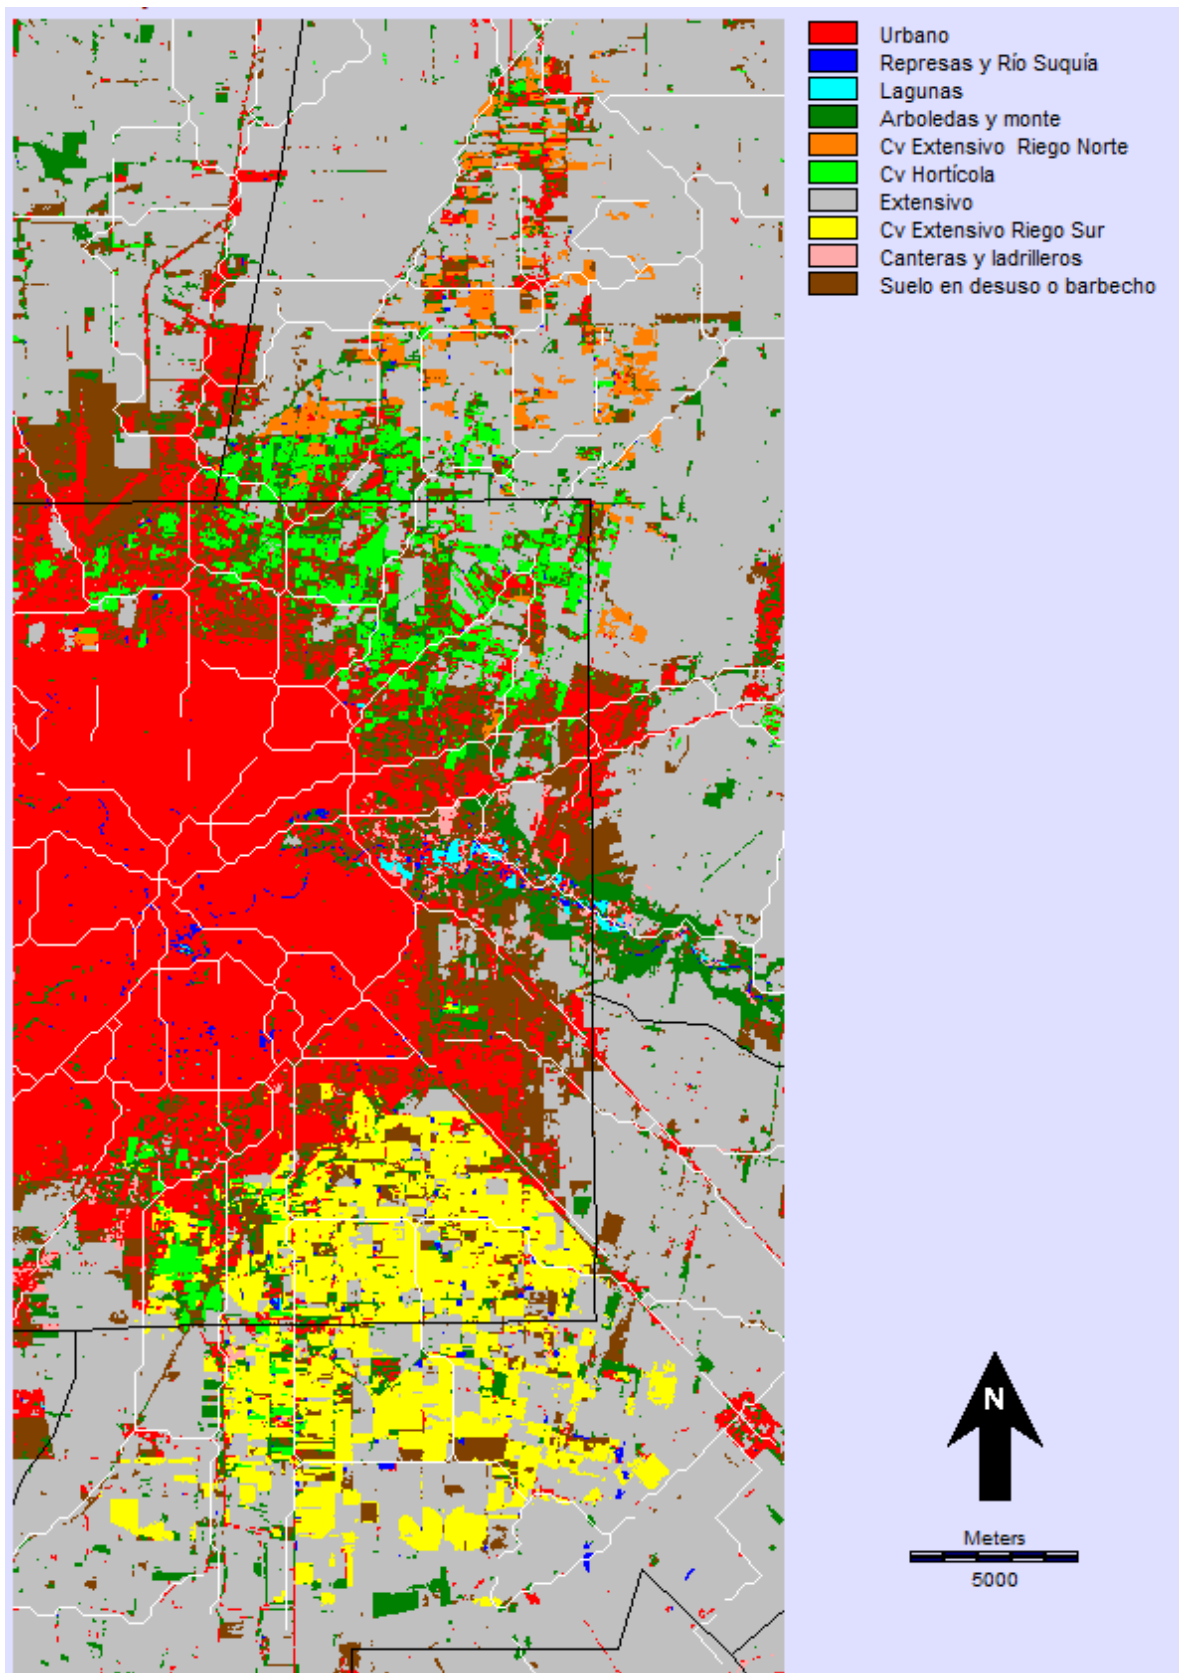 Urbano
Represas y Río Suquía
Lagunas
Arboledas y monte
Cv Extensivo Riego Norte
Cv Hortícola
Extensivo
Cv Extensivo Riego Sur
Canteras y ladrilleros
Suelo en desuso o barbecho
N
Meters
5000